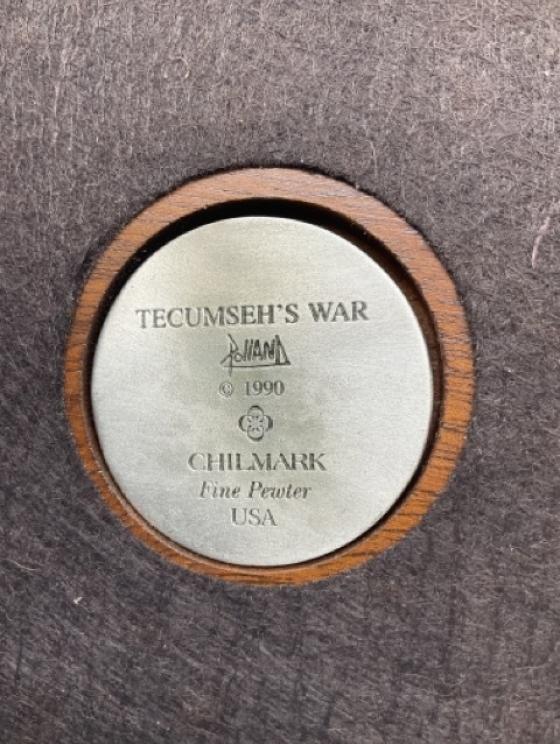 TECUMSEH'S WAR
Polland
© 1990
CHILMARK
Fine Pewter
USA